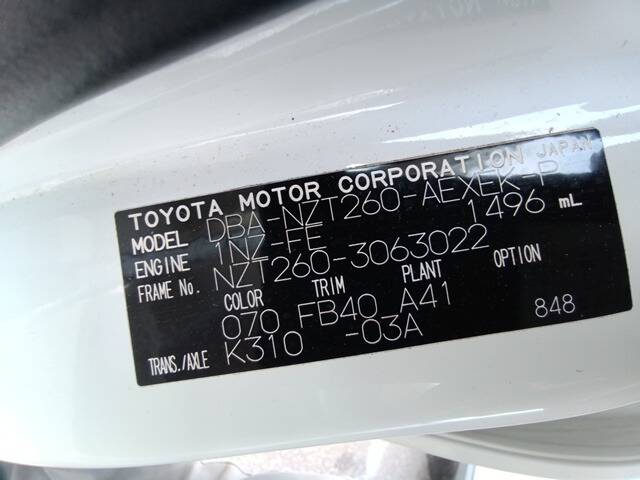 TOYOTA MOTOR CORPORATION JAPAN
MODEL DBA-NZT260-AEXEK-P
ENGINE 1NZ-FE 1496 mL
FRAME No. NZT260-3063022
COLOR TRIM PLANT
070 FB40 A41
TRANS./AXLE K310 -03A 848